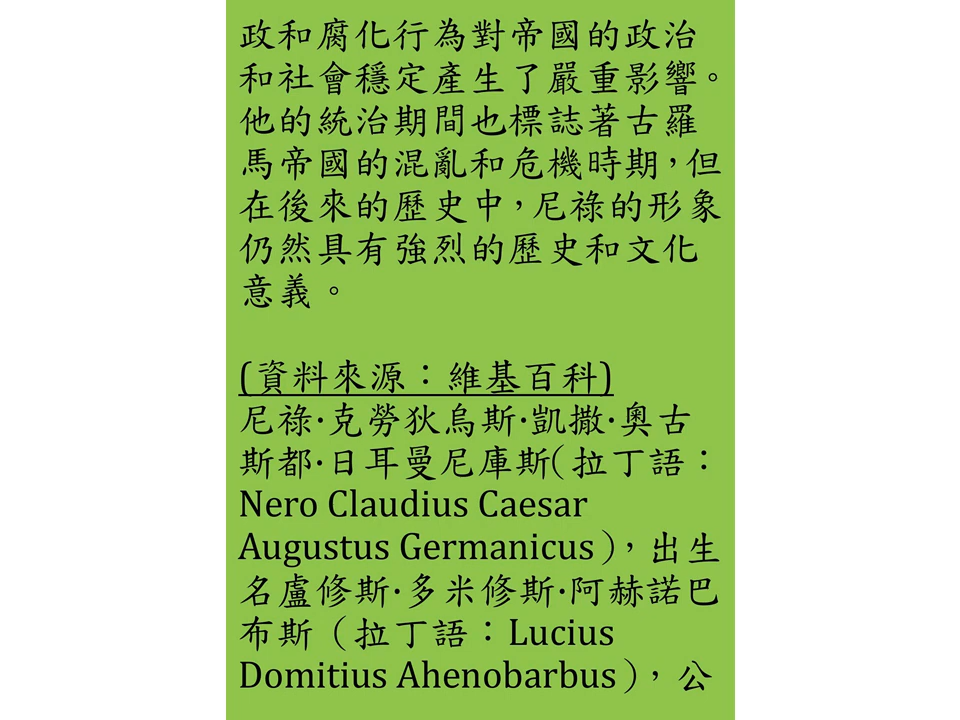 政和腐化行為對帝國的政治
和社會穩定產生了嚴重影響。
他的統治期間也標誌著古羅
馬帝國的混亂和危機時期，但
在後來的歷史中，尼祿的形象
仍然具有強烈的歷史和文化
意義。
(資料來源：維基百科)
尼祿·克勞狄烏斯·凱撒·奧古
斯都·日耳曼尼庫斯（拉丁語：
Nero Claudius Caesar
Augustus Germanicus），出生
名盧修斯·多米修斯·阿赫諾巴
布斯（拉丁語：Lucius
Domitius Ahenobarbus），公